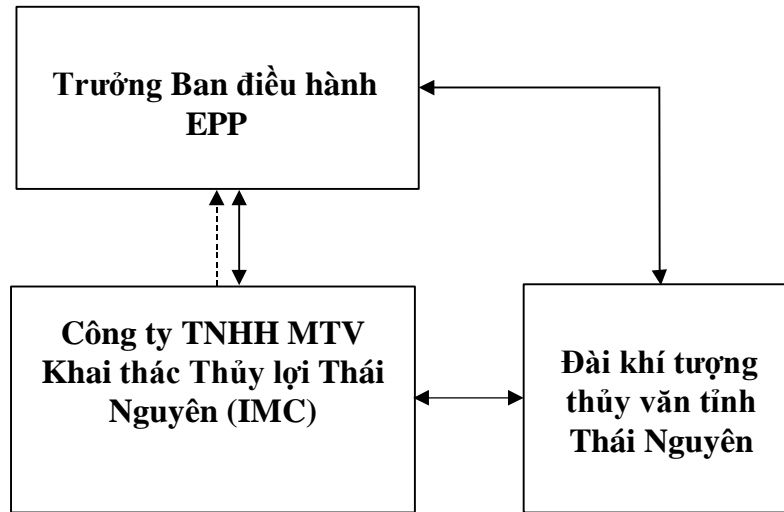 Trưởng Ban điều hành
EPP
Công ty TNHH MTV
Khai thác Thủy lợi Thái
Nguyên (IMC)
Đài khí tượng
thủy văn tỉnh
Thái Nguyên